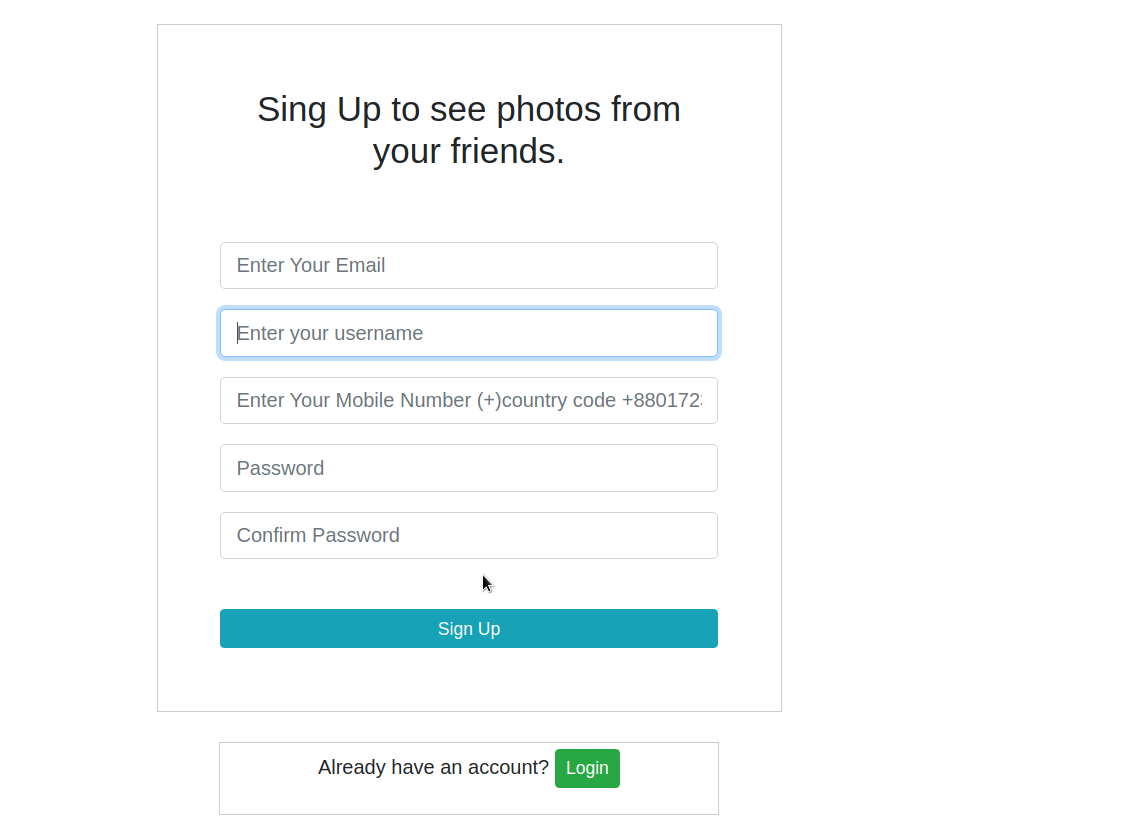 Sing Up to see photos from
your friends.
Enter Your Email
Enter your username
Enter Your Mobile Number (+)country code +880172
Password
Confirm Password
Sign Up
Already have an account? Login